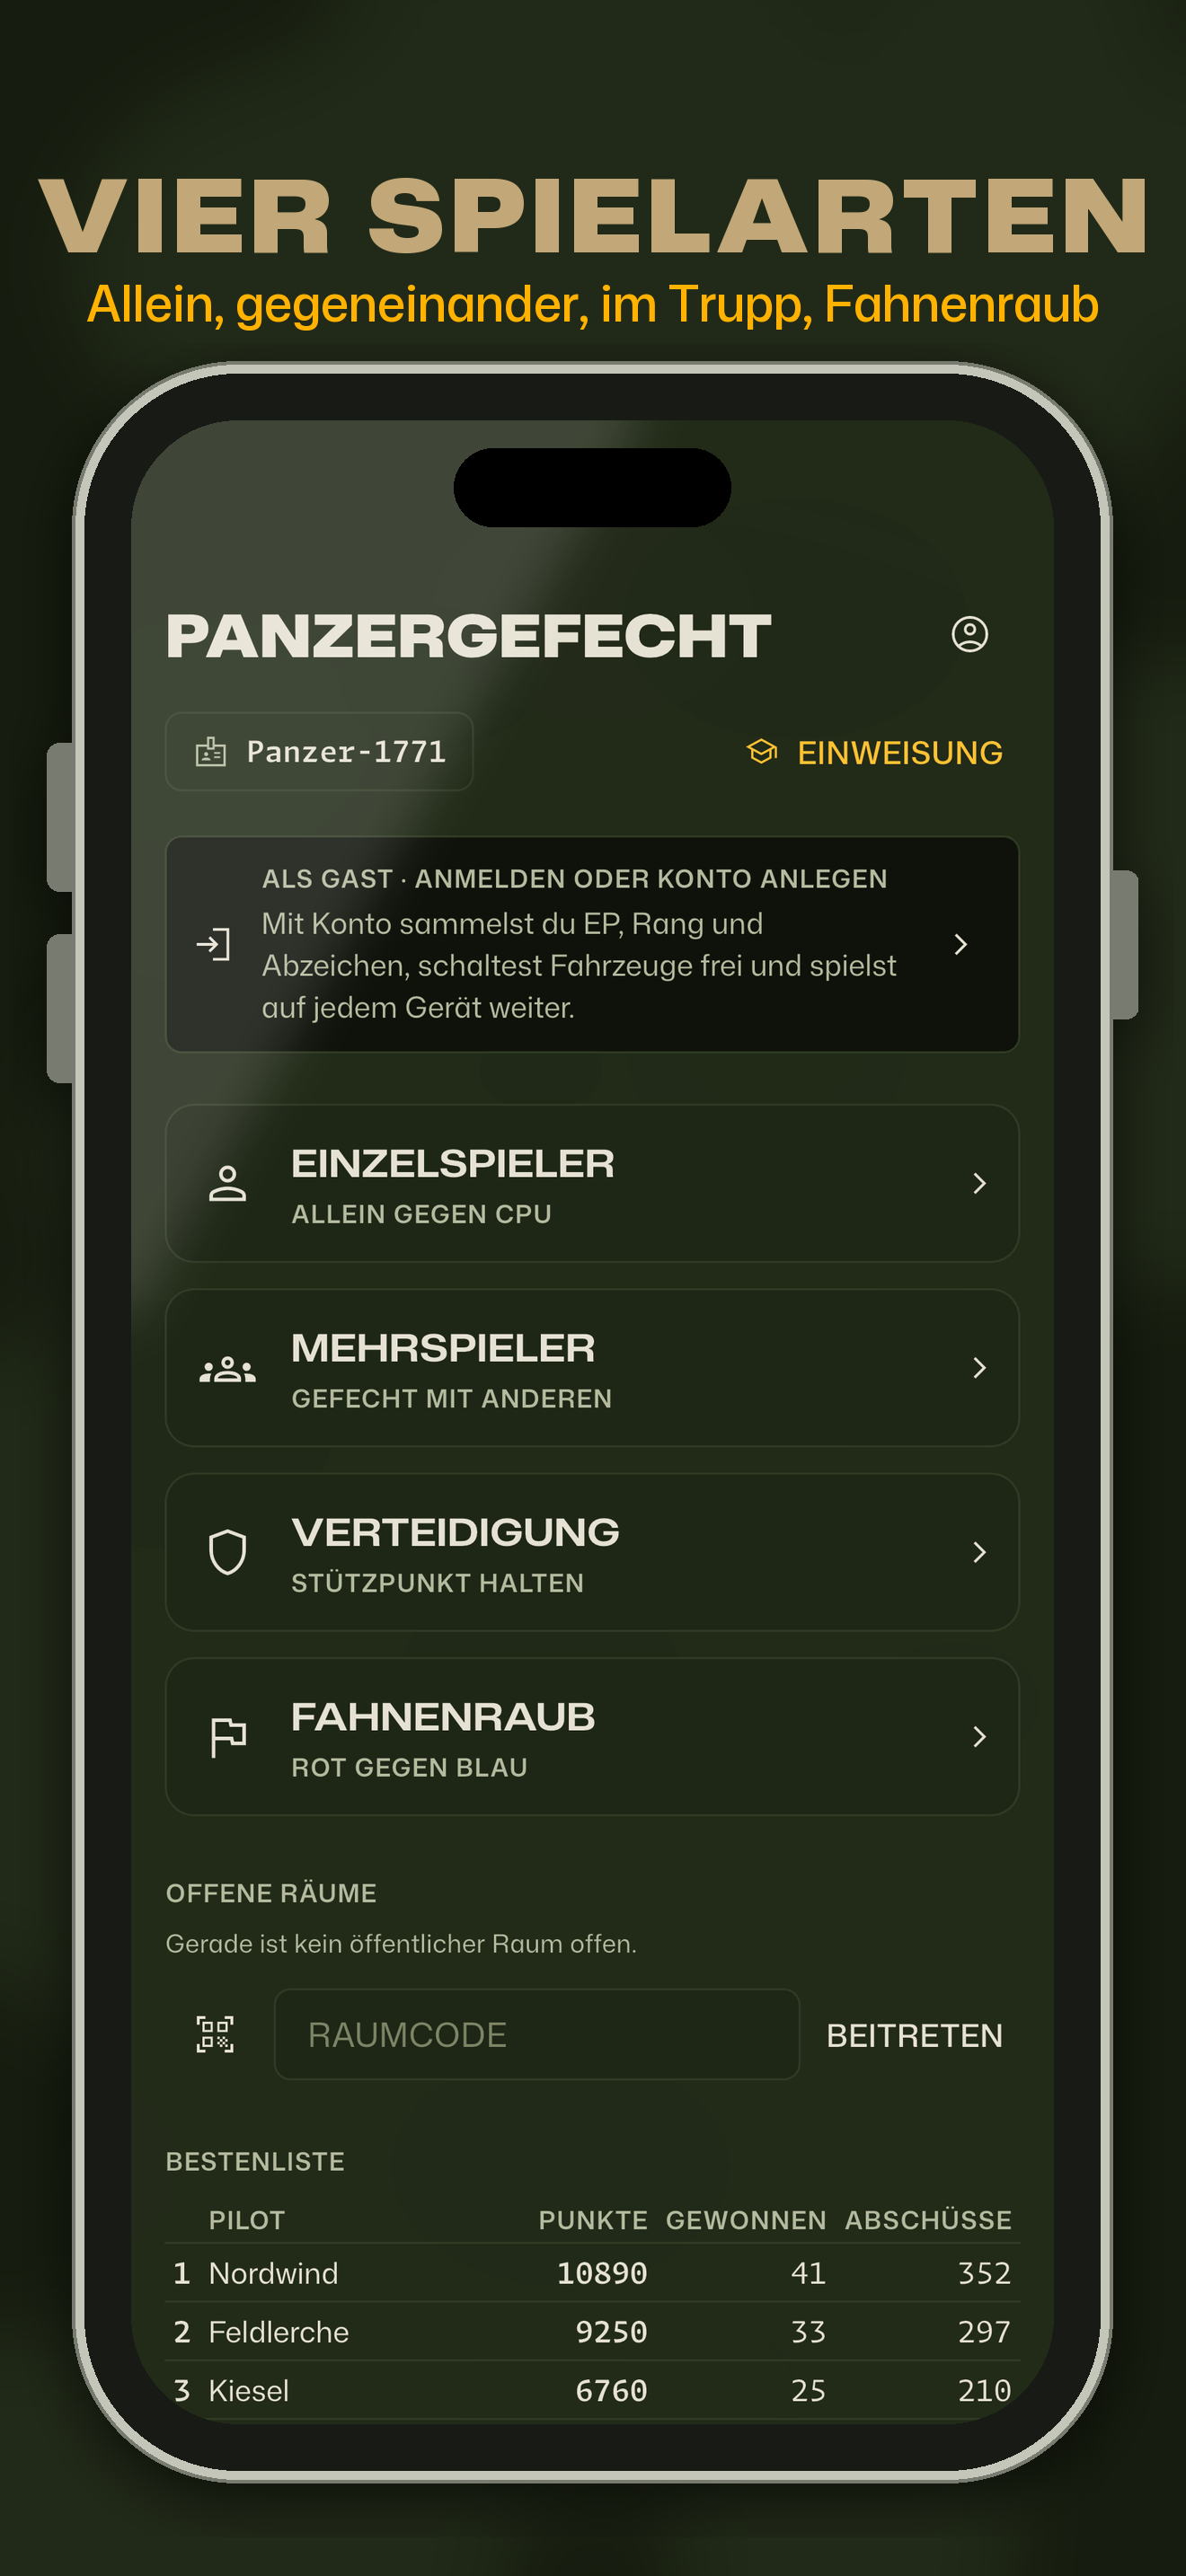 VIER SPIELARTEN
Allein, gegeneinander, im Trupp, Fahnenraub
PANZERGEFECHT
Panzer-1771
EINWEISUNG
ALS GAST · ANMELDEN ODER KONTO ANLEGEN
Mit Konto sammelst du EP, Rang und
Abzeichen, schaltest Fahrzeuge frei und spielst
auf jedem Gerät weiter.
EINZELSPIELER
ALLEIN GEGEN CPU
MEHRSPIELER
GEFECHT MIT ANDEREN
VERTEIDIGUNG
STÜTZPUNKT HALTEN
FAHNENRAUB
ROT GEGEN BLAU
OFFENE RÄUME
Gerade ist kein öffentlicher Raum offen.
RAUMCODE BEITRETEN
BESTENLISTE
PILOT PUNKTE GEWONNEN ABSCHÜSSE
1 Nordwind 10890 41 352
2 Feldlerche 9250 33 297
3 Kiesel 6760 25 210